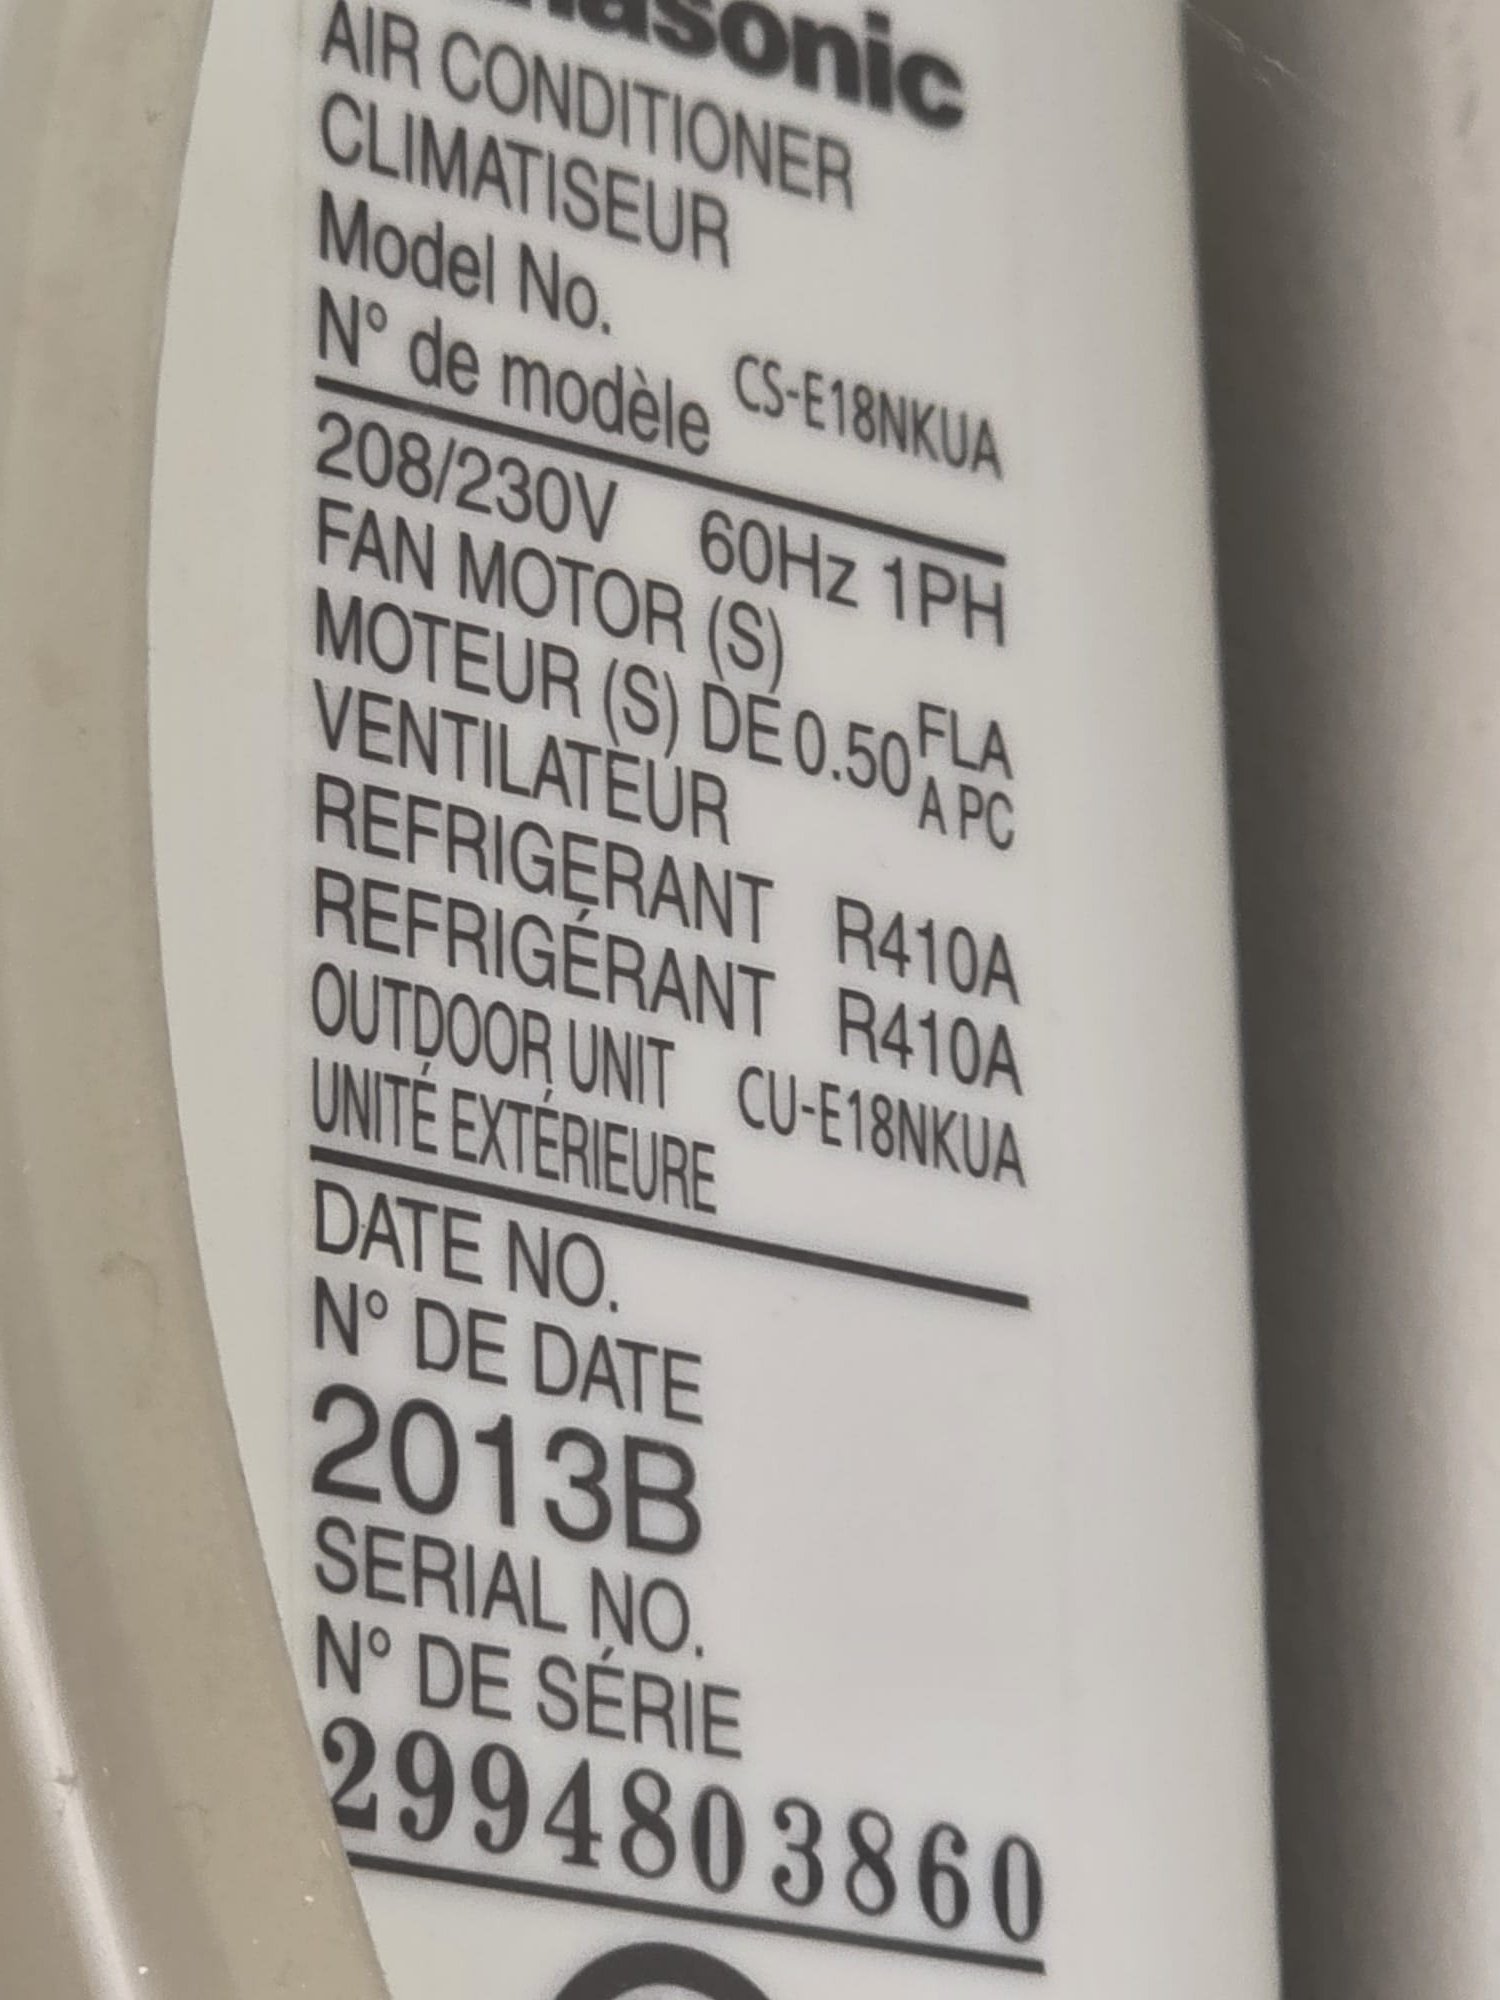 Panasonic
AIR CONDITIONER
CLIMATISEUR
Model No.
N° de modèle CS-E18NKUA
208/230V 60Hz 1PH
FAN MOTOR (S)
MOTEUR (S) DE 0.50 FLA
VENTILATEUR A PC
REFRIGERANT R410A
REFRIGÉRANT R410A
OUTDOOR UNIT CU-E18NKUA
UNITÉ EXTÉRIEURE
DATE NO.
N° DE DATE
2013B
SERIAL NO.
N° DE SÉRIE
2994803860